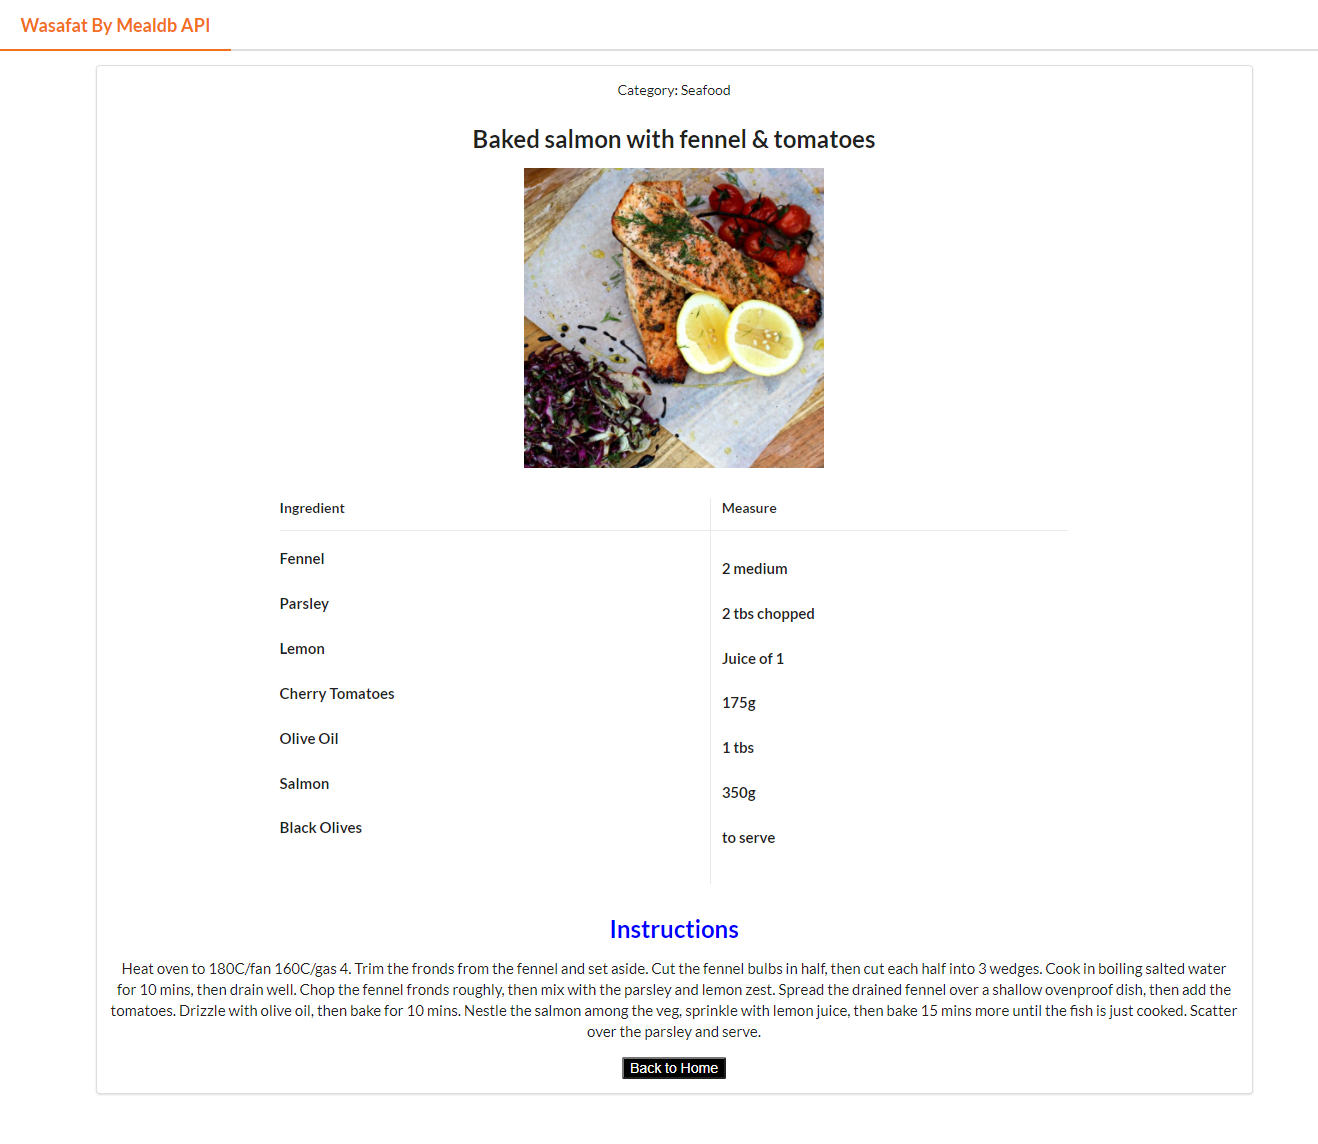 Wasafat By Mealdb API
Category: Seafood
Baked salmon with fennel & tomatoes
Ingredient Measure
Fennel 2 medium
Parsley 2 tbs chopped
Lemon Juice of 1
Cherry Tomatoes 175g
Olive Oil 1 tbs
Salmon 350g
Black Olives to serve
Instructions
Heat oven to 180C/fan 160C/gas 4. Trim the fronds from the fennel and set aside. Cut the fennel bulbs in half, then cut each half into 3 wedges. Cook in boiling salted water
for 10 mins, then drain well. Chop the fennel fronds roughly, then mix with the parsley and lemon zest. Spread the drained fennel over a shallow ovenproof dish, then add the
tomatoes. Drizzle with olive oil, then bake for 10 mins. Nestle the salmon among the veg, sprinkle with lemon juice, then bake 15 mins more until the fish is just cooked. Scatter
over the parsley and serve.
Back to Home